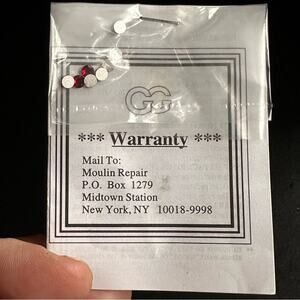 GG
*** Warranty ***
Mail To:
Moulin Repair
P.O. Box 1279
Midtown Station
New York, NY 10018-9998